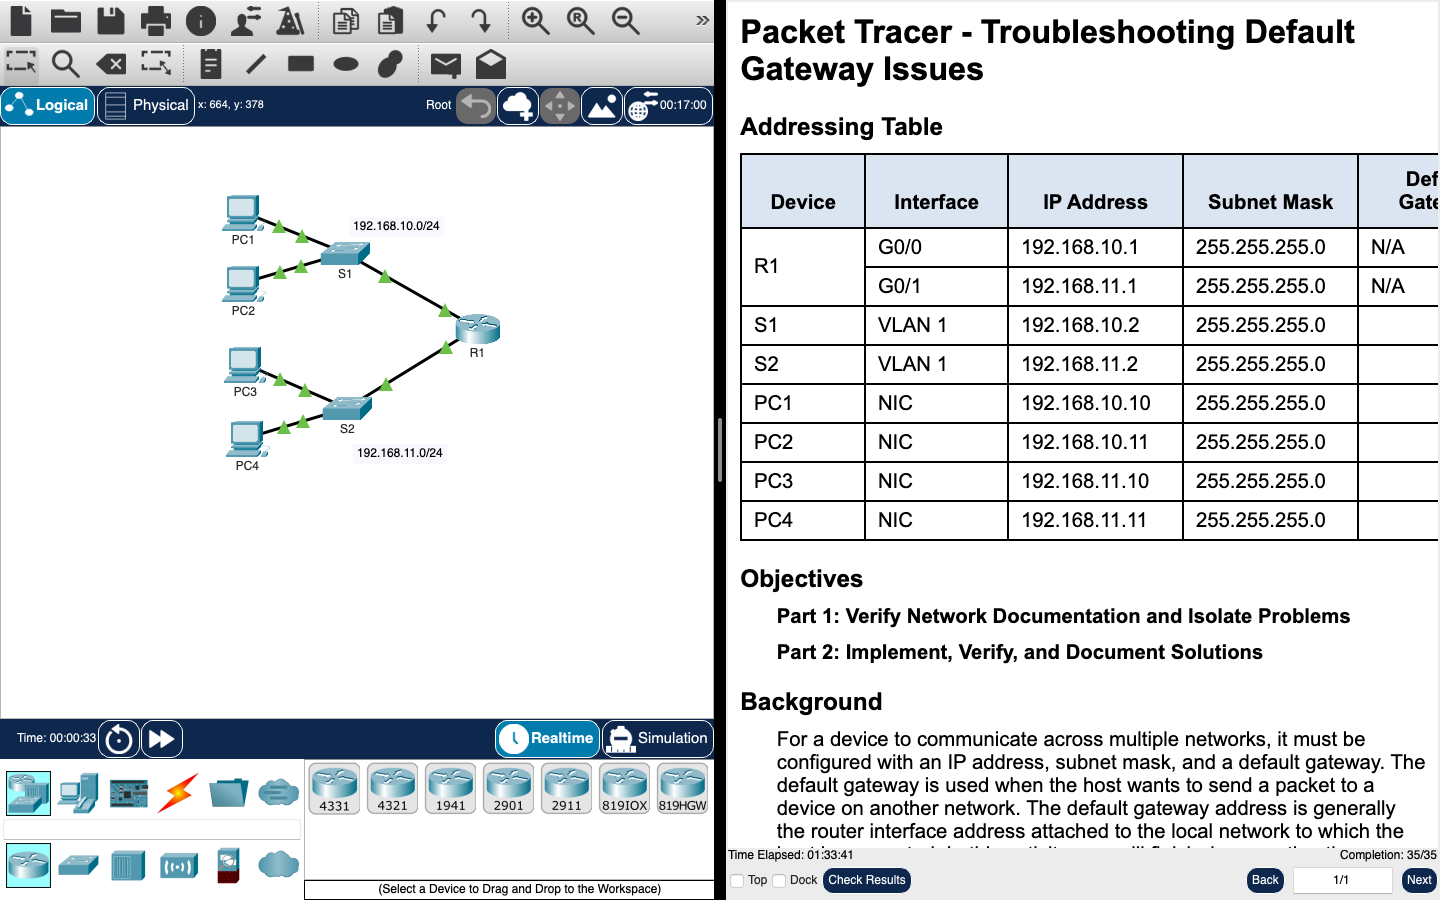 »
Logical
Physical
x: 664, y: 378
Root
00:17:00
PC1
192.168.10.0/24
S1
PC2
R1
PC3
S2
PC4
192.168.11.0/24
Time: 00:00:33
Realtime
Simulation
4331
4321
1941
2901
2911
819IOX
819HGW
(Select a Device to Drag and Drop to the Workspace)
Packet Tracer - Troubleshooting Default
Gateway Issues
Addressing Table
Device Interface IP Address Subnet Mask Def
Gate
R1 G0/0 192.168.10.1 255.255.255.0 N/A
G0/1 192.168.11.1 255.255.255.0 N/A
S1 VLAN 1 192.168.10.2 255.255.255.0
S2 VLAN 1 192.168.11.2 255.255.255.0
PC1 NIC 192.168.10.10 255.255.255.0
PC2 NIC 192.168.10.11 255.255.255.0
PC3 NIC 192.168.11.10 255.255.255.0
PC4 NIC 192.168.11.11 255.255.255.0
Objectives
Part 1: Verify Network Documentation and Isolate Problems
Part 2: Implement, Verify, and Document Solutions
Background
For a device to communicate across multiple networks, it must be
configured with an IP address, subnet mask, and a default gateway. The
default gateway is used when the host wants to send a packet to a
device on another network. The default gateway address is generally
the router interface address attached to the local network to which the
Time Elapsed: 01:33:41
Completion: 35/35
Top
Dock
Check Results
Back
1/1
Next